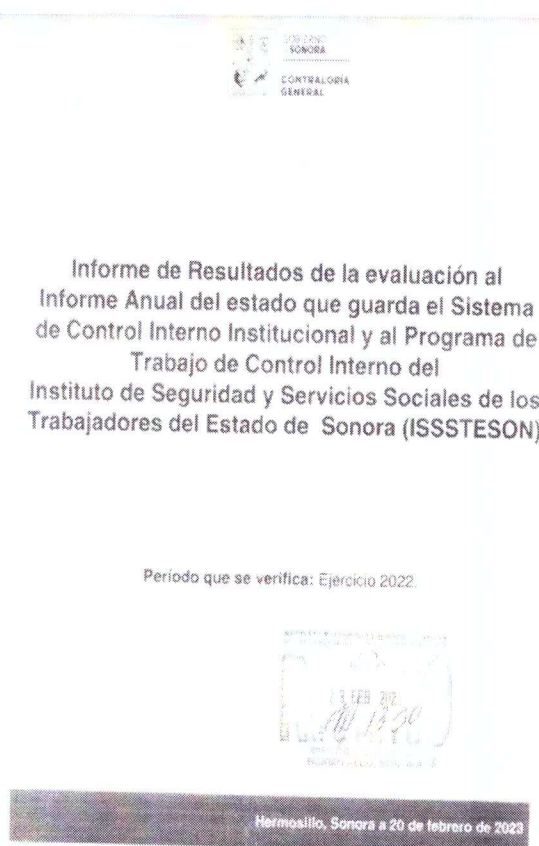 GOBIERNO
SONORA
CONTRALORÍA
GENERAL
Informe de Resultados de la evaluación al
Informe Anual del estado que guarda el Sistema
de Control Interno Institucional y al Programa de
Trabajo de Control Interno del
Instituto de Seguridad y Servicios Sociales de los
Trabajadores del Estado de Sonora (ISSSTESON)
Período que se verifica: Ejercicio 2022.
FEB
Hermosillo, Sonora a 20 de febrero de 2023